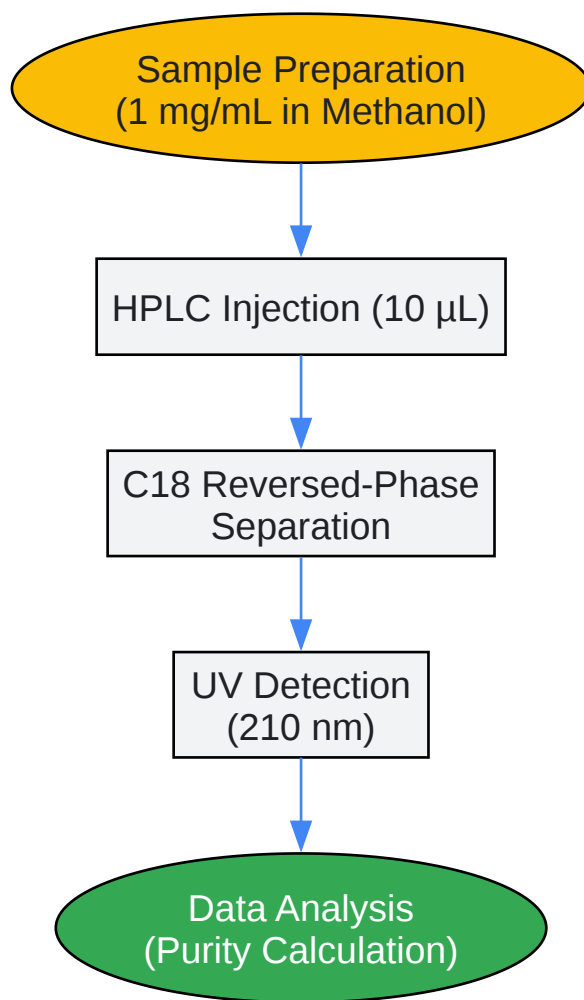 Sample Preparation
(1 mg/mL in Methanol)
HPLC Injection (10 µL)
C18 Reversed-Phase
Separation
UV Detection
(210 nm)
Data Analysis
(Purity Calculation)